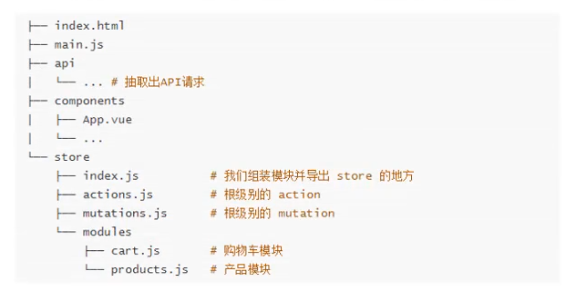 ├── index.html
├── main.js
├── api
│   └── ... # 抽取出API请求
├── components
│   ├── App.vue
│   └── ...
└── store
    ├── index.js          # 我们组装模块并导出 store 的地方
    ├── actions.js        # 根级别的 action
    ├── mutations.js      # 根级别的 mutation
    └── modules
        ├── cart.js       # 购物车模块
        └── products.js   # 产品模块